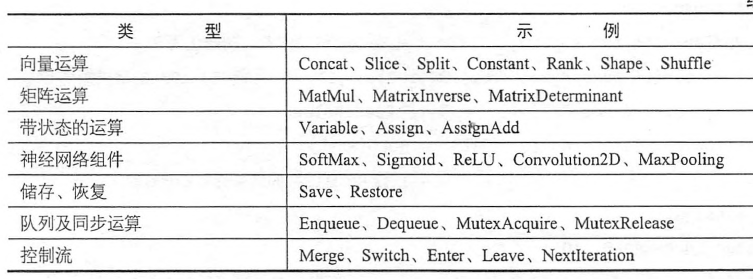 类 型 示 例
向量运算 Concat、Slice、Split、Constant、Rank、Shape、Shuffle
矩阵运算 MatMul、MatrixInverse、MatrixDeterminant
带状态的运算 Variable、Assign、AssignAdd
神经网络组件 SoftMax、Sigmoid、ReLU、Convolution2D、MaxPooling
储存、恢复 Save、Restore
队列及同步运算 Enqueue、Dequeue、MutexAcquire、MutexRelease
控制流 Merge、Switch、Enter、Leave、NextIteration